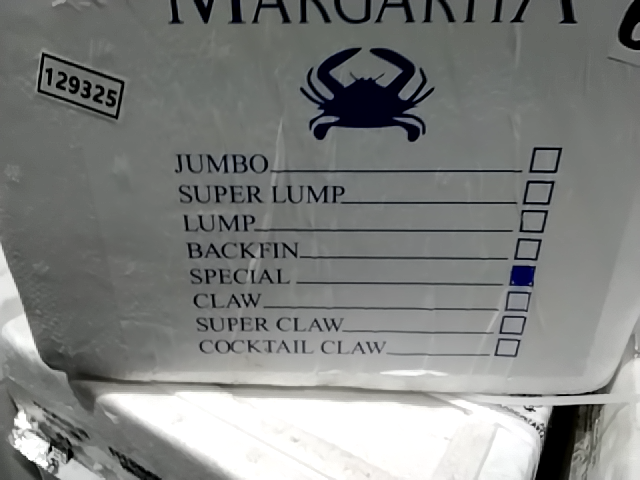 MARGARITA
129325
JUMBO
SUPER LUMP
LUMP
BACKFIN
SPECIAL
CLAW
SUPER CLAW
COCKTAIL CLAW